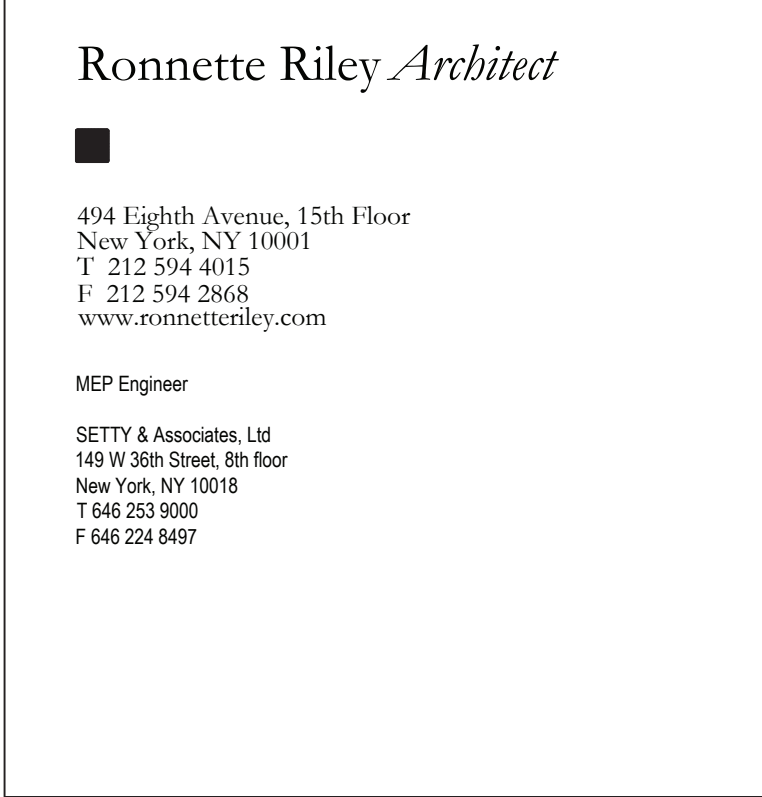 Ronnette Riley Architect
494 Eighth Avenue, 15th Floor
New York, NY 10001
T 212 594 4015
F 212 594 2868
www.ronnetteriley.com
MEP Engineer
SETTY & Associates, Ltd
149 W 36th Street, 8th floor
New York, NY 10018
T 646 253 9000
F 646 224 8497